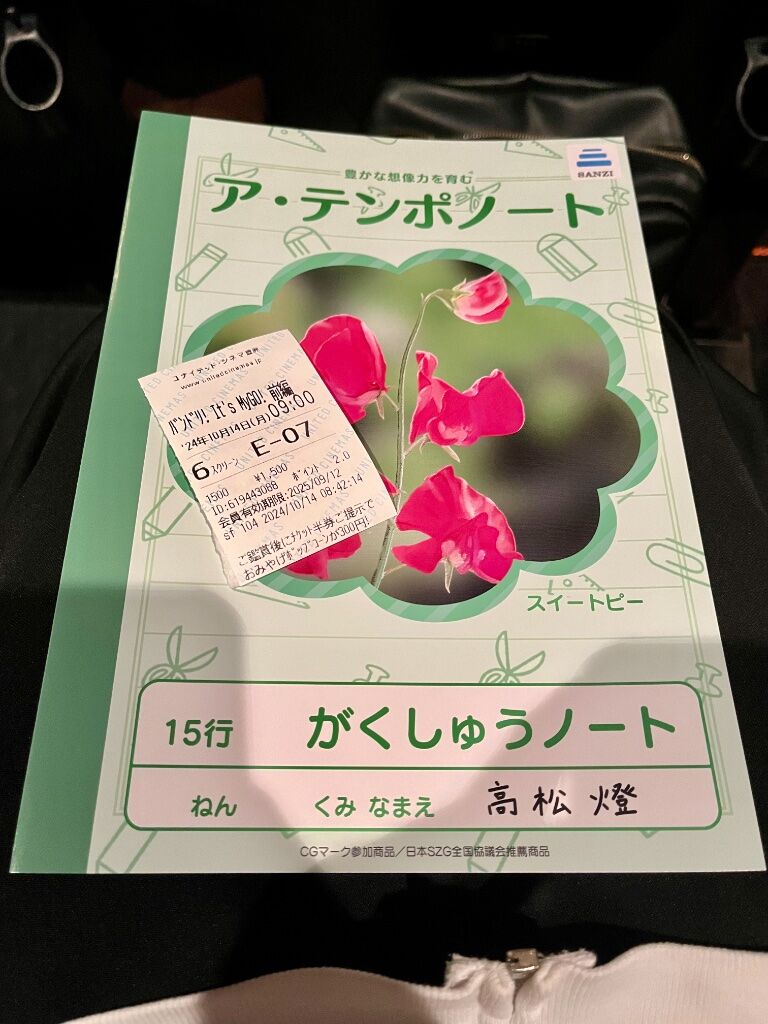 豊かな想像力を育む
ア・テンポノート
SANZI
ユナイテッド・シネマ豊洲
www.unitedcinemas.jp
バンドリ! It's MyGO! 前編
'24年10月14日(月)09:00
6スクリーン E-07
1500 ¥1,500 ポイント 2.0
ID:61944308B
会員有効期限:2025/09/12
sf 104 2024/10/14 08:42:14
ご鑑賞後にチケット半券ご提示で
おみやげポップコーンが300円!
スイートピー
15行 がくしゅうノート
ねん くみ なまえ 高松 燈
CGマーク参加商品/日本SZG全国協議会推薦商品